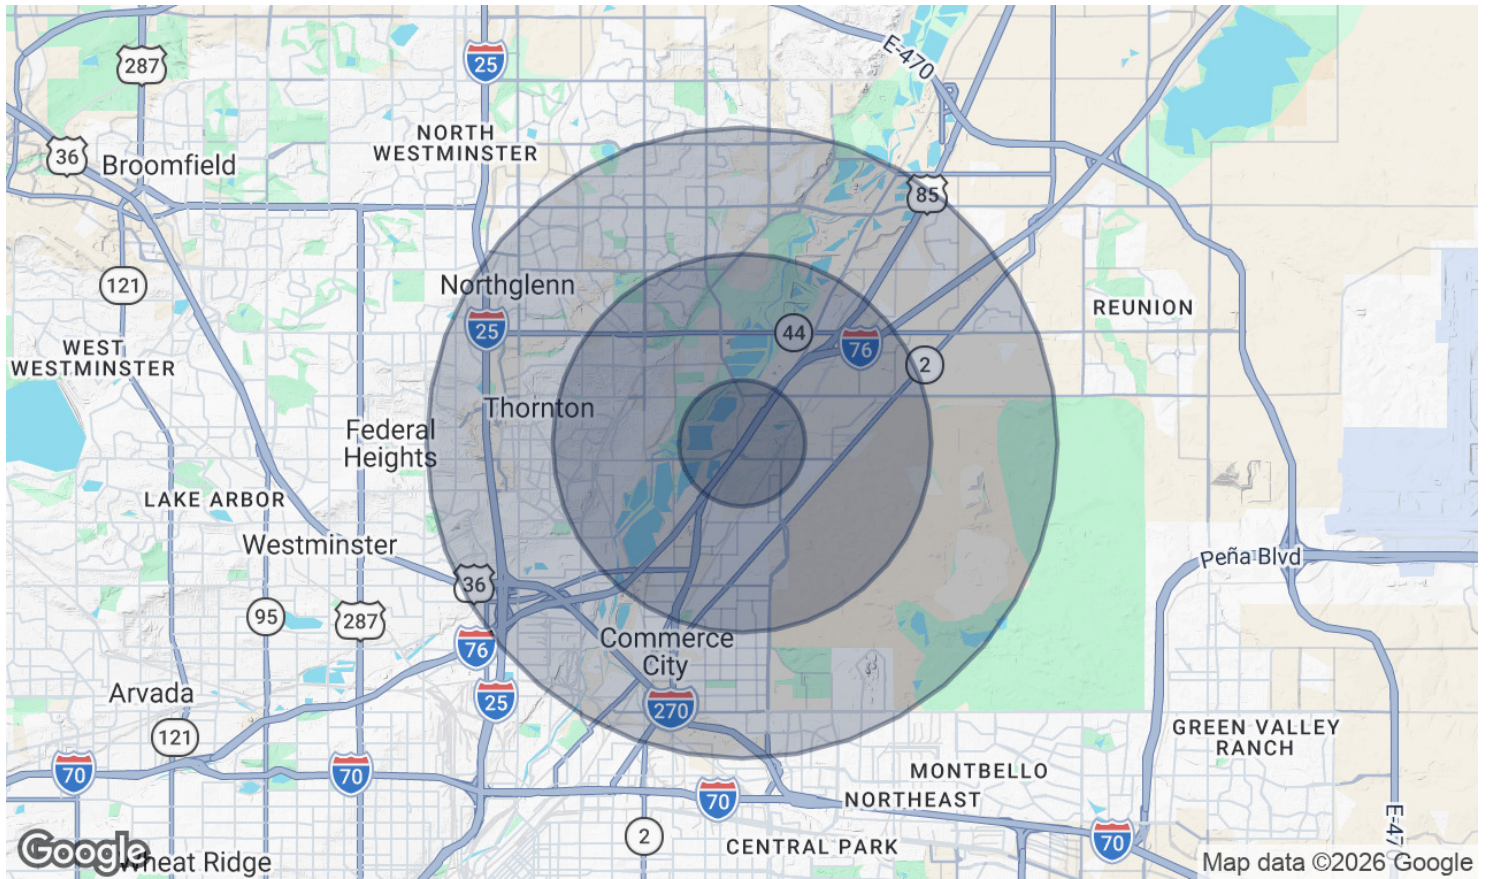 E-470
287
25
NORTH
WESTMINSTER
36
Broomfield
85
121
Northglenn
REUNION
25
44
76
2
WEST
WESTMINSTER
Thornton
Federal
Heights
LAKE ARBOR
Westminster
Peña Blvd
36
95
287
76
Commerce
City
Arvada
25
270
121
GREEN VALLEY
RANCH
70
70
MONTBELLO
70
NORTHEAST
2
CENTRAL PARK
70
E-470
Google
Wheat Ridge
Map data ©2026 Google